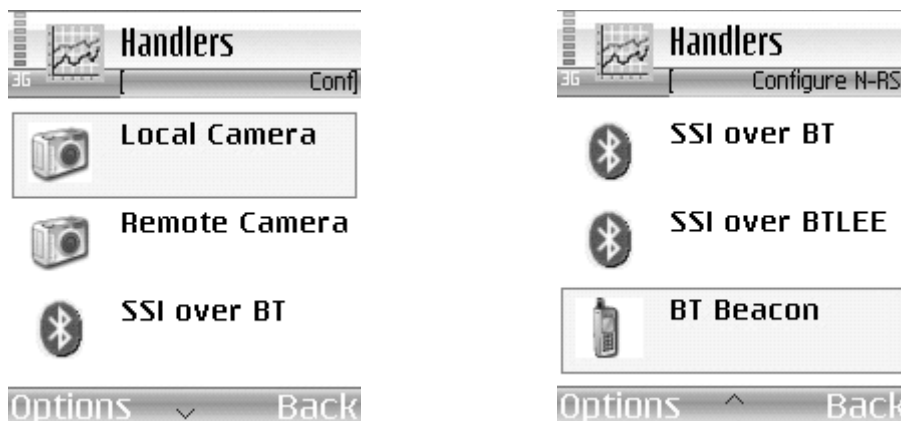 Handlers
3G
[ Conf]
Local Camera
Remote Camera
SSI over BT
Options Back
Handlers
3G
[ Configure N-RS
SSI over BT
SSI over BTLEE
BT Beacon
Options Back